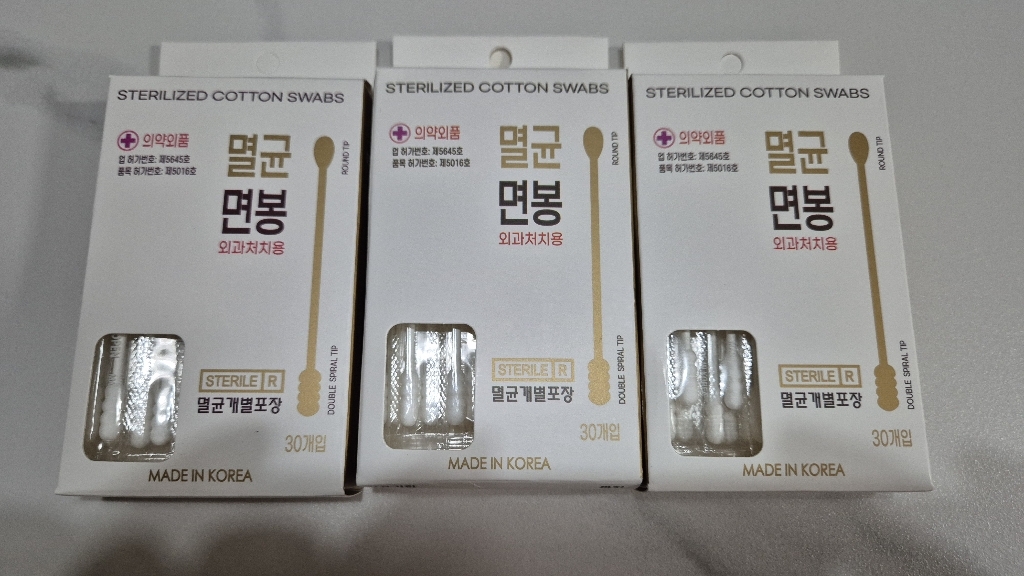 STERILIZED COTTON SWABS
의약외품
업 허가번호: 제5645호
품목 허가번호: 제5016호
멸균
면봉
외과처치용
ROUND TIP
DOUBLE SPIRAL TIP
STERILE R
멸균개별포장
30개입
MADE IN KOREA
STERILIZED COTTON SWABS
의약외품
업 허가번호: 제5645호
품목 허가번호: 제5016호
멸균
면봉
외과처치용
ROUND TIP
DOUBLE SPIRAL TIP
STERILE R
멸균개별포장
30개입
MADE IN KOREA
STERILIZED COTTON SWABS
의약외품
업 허가번호: 제5645호
품목 허가번호: 제5016호
멸균
면봉
외과처치용
ROUND TIP
DOUBLE SPIRAL TIP
STERILE R
멸균개별포장
30개입
MADE IN KOREA